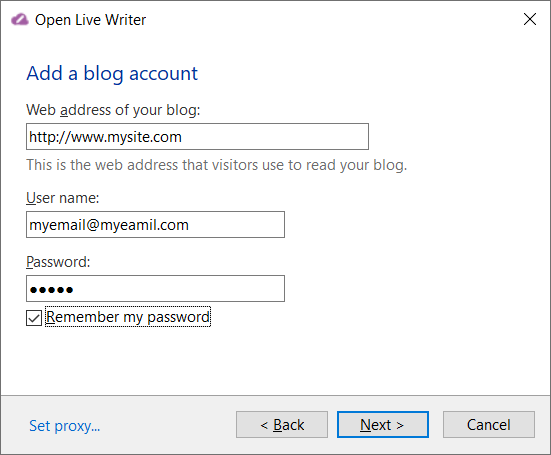 Open Live Writer
Add a blog account
Web address of your blog:
http://www.mysite.com
This is the web address that visitors use to read your blog.
User name:
myemail@myeamil.com
Password:
●●●●●
Remember my password
Set proxy...
< Back
Next >
Cancel